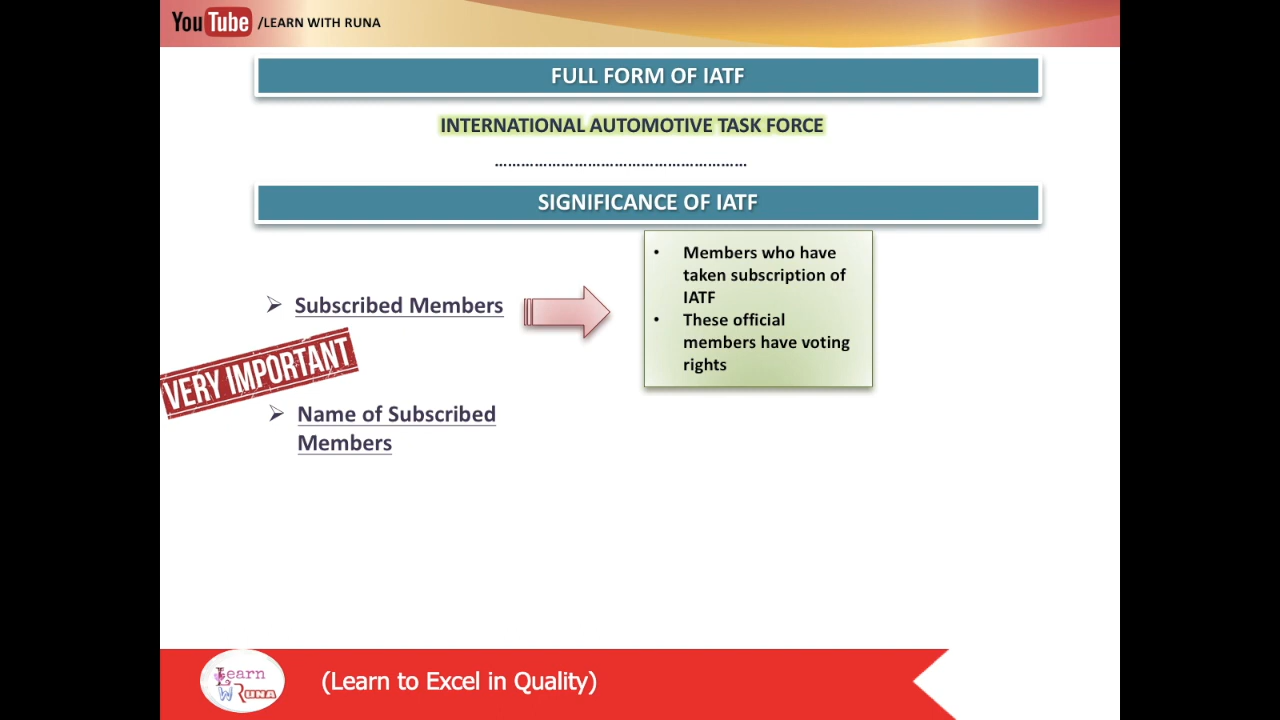 YouTube /LEARN WITH RUNA
FULL FORM OF IATF
INTERNATIONAL AUTOMOTIVE TASK FORCE
........................................................
SIGNIFICANCE OF IATF
➢ Subscribed Members
• Members who have
taken subscription of
IATF
• These official
members have voting
rights
VERY IMPORTANT
➢ Name of Subscribed
Members
Learn
W RUNA
(Learn to Excel in Quality)